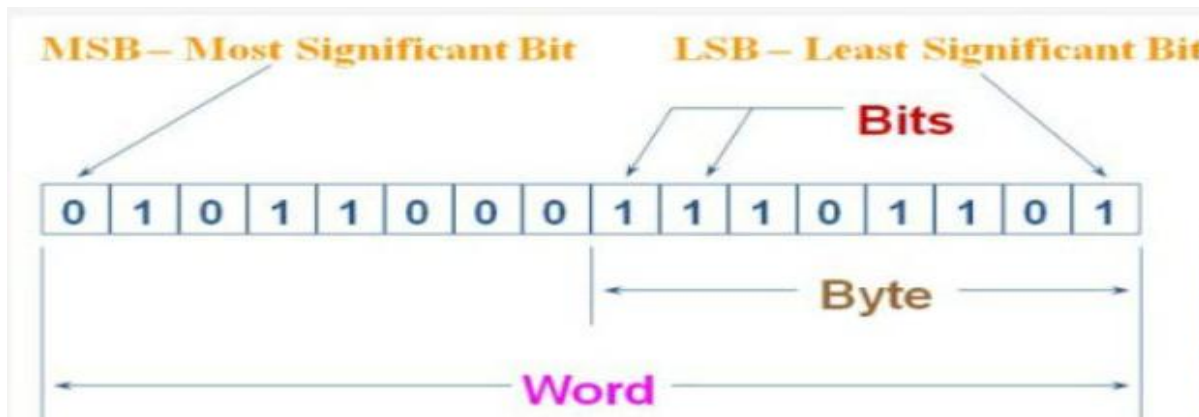 MSB – Most Significant Bit LSB – Least Significant Bit
Bits
0 1 0 1 1 0 0 0 1 1 1 0 1 1 0 1
Byte
Word